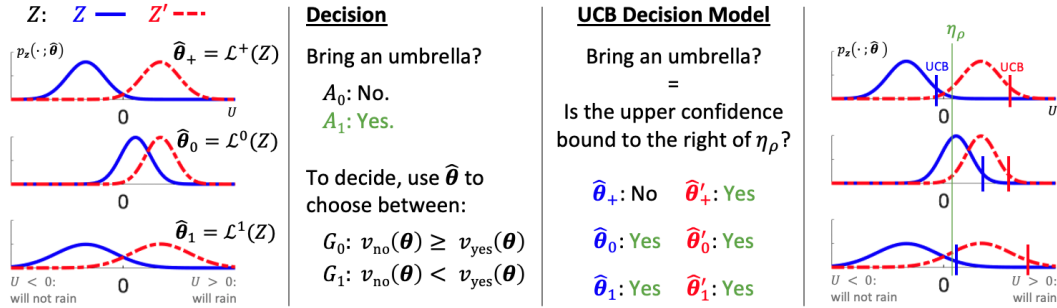 Z: Z Z′
p_z(· ; θ̂) θ̂₊ = ℒ⁺(Z)
0 U
θ̂₀ = ℒ⁰(Z)
0
θ̂₁ = ℒ¹(Z)
U < 0: 0 U > 0:
will not rain will rain
Decision
Bring an umbrella?
A₀: No.
A₁: Yes.
To decide, use θ̂ to
choose between:
G₀: v_no(θ) ≥ v_yes(θ)
G₁: v_no(θ) < v_yes(θ)
UCB Decision Model
Bring an umbrella?
=
Is the upper confidence
bound to the right of η_ρ?
θ̂₊: No θ̂′₊: Yes
θ̂₀: Yes θ̂′₀: Yes
θ̂₁: Yes θ̂′₁: Yes
η_ρ
p_z(· ; θ̂)
UCB UCB
0 U
0
U < 0: 0 U > 0:
will not rain will rain